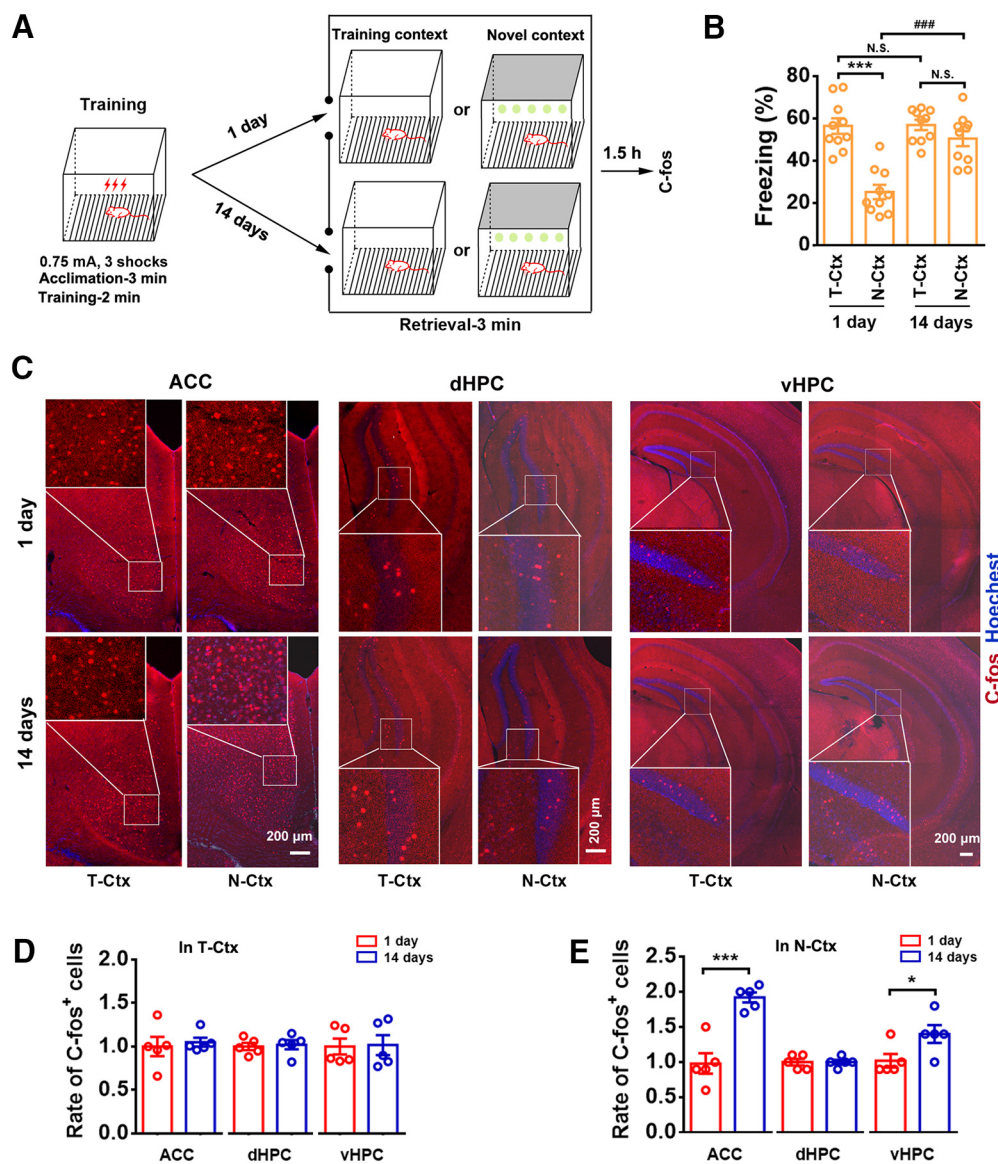 A
Training
0.75 mA, 3 shocks
Acclimation-3 min
Training-2 min
1 day
14 days
Training context
Novel context
or
or
Retrieval-3 min
1.5 h
C-fos
B
###
N.S.
***
N.S.
Freezing (%)
80
60
40
20
0
T-Ctx
N-Ctx
T-Ctx
N-Ctx
1 day
14 days
C
ACC
dHPC
vHPC
1 day
14 days
200 µm
200 µm
T-Ctx
N-Ctx
T-Ctx
N-Ctx
T-Ctx
N-Ctx
C-fos Hoechest
D
In T-Ctx
1 day
14 days
Rate of C-fos+ cells
2.0
1.5
1.0
0.5
0.0
ACC
dHPC
vHPC
E
In N-Ctx
1 day
14 days
***
*
Rate of C-fos+ cells
2.5
2.0
1.5
1.0
0.5
0.0
ACC
dHPC
vHPC